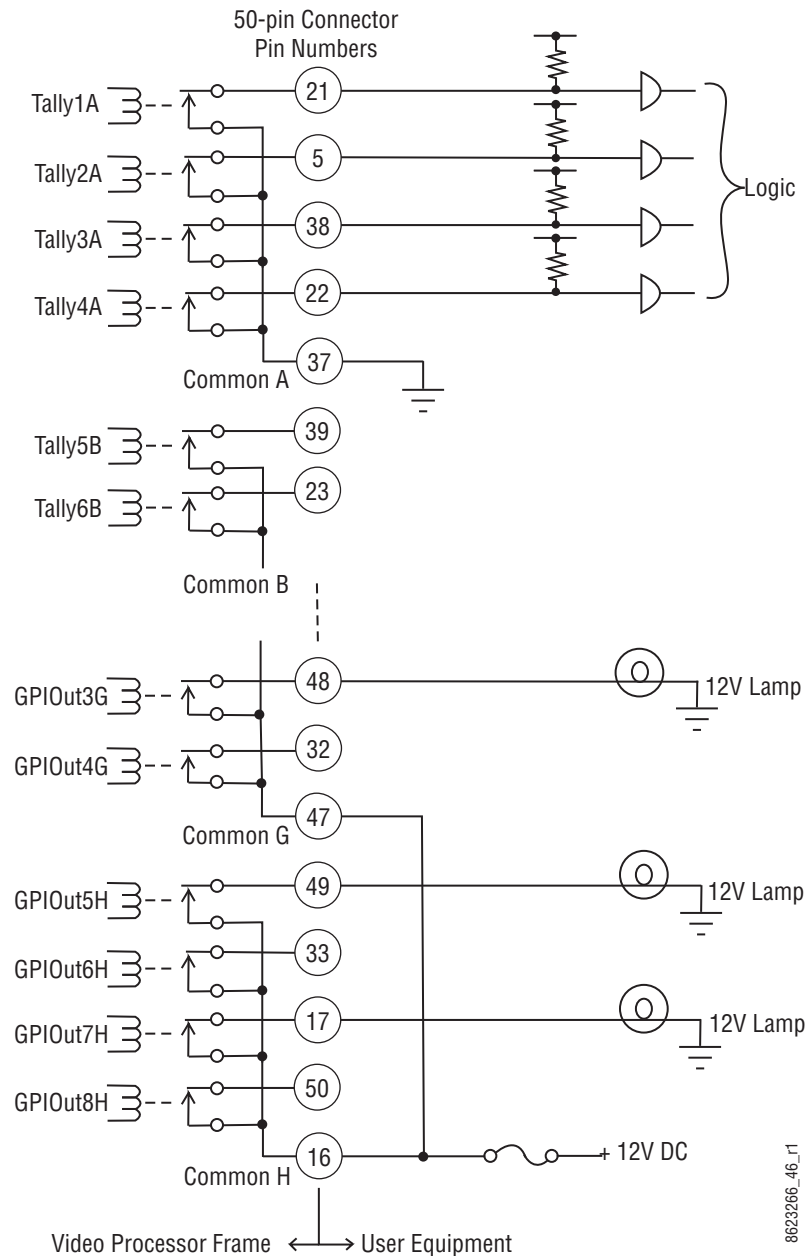 50-pin Connector
Pin Numbers
Tally1A
21
Tally2A
5
Logic
Tally3A
38
Tally4A
22
Common A
37
Tally5B
39
Tally6B
23
Common B
GPIOut3G
48
12V Lamp
GPIOut4G
32
Common G
47
GPIOut5H
49
12V Lamp
GPIOut6H
33
GPIOut7H
17
12V Lamp
GPIOut8H
50
Common H
16
+ 12V DC
Video Processor Frame
User Equipment
8623266_46_r1